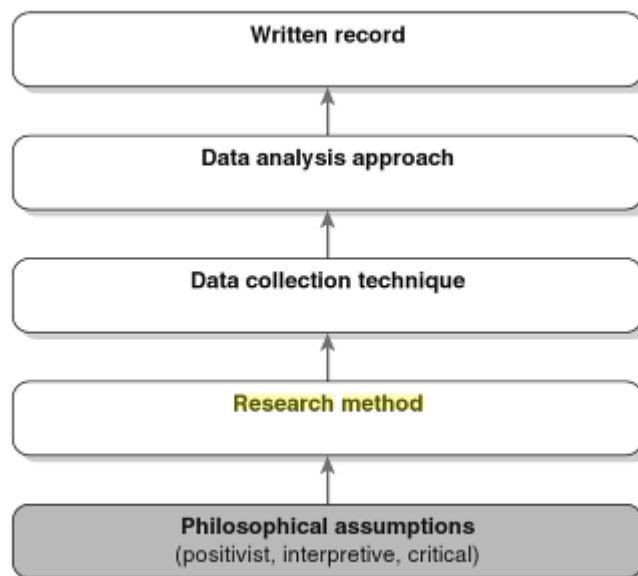 Written record
Data analysis approach
Data collection technique
Research method
Philosophical assumptions
(positivist, interpretive, critical)